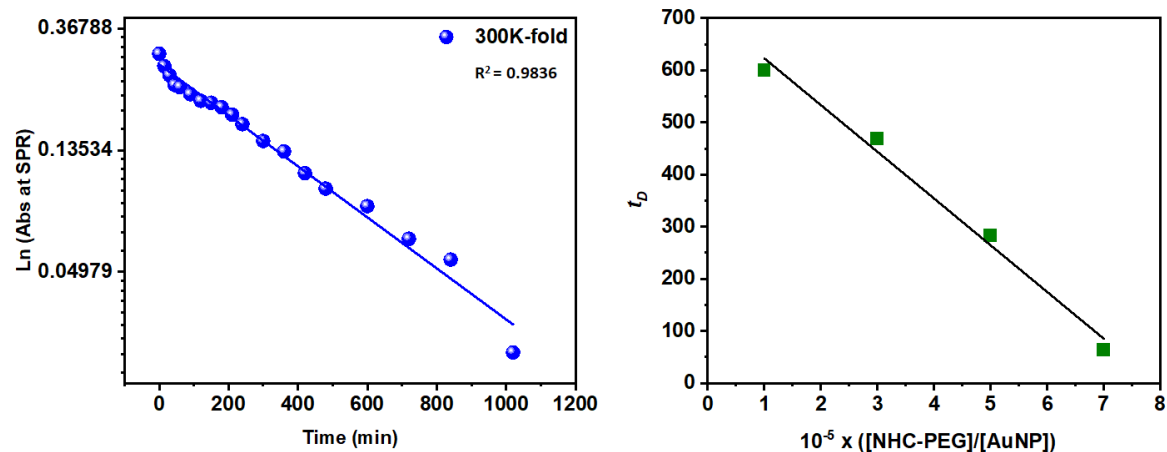 0.36788
0.13534
0.04979
Ln (Abs at SPR)
300K-fold
R² = 0.9836
0 200 400 600 800 1000 1200
Time (min)
700
600
500
400
300
200
100
0
t_D
0 1 2 3 4 5 6 7 8
10⁻⁵ x ([NHC-PEG]/[AuNP])